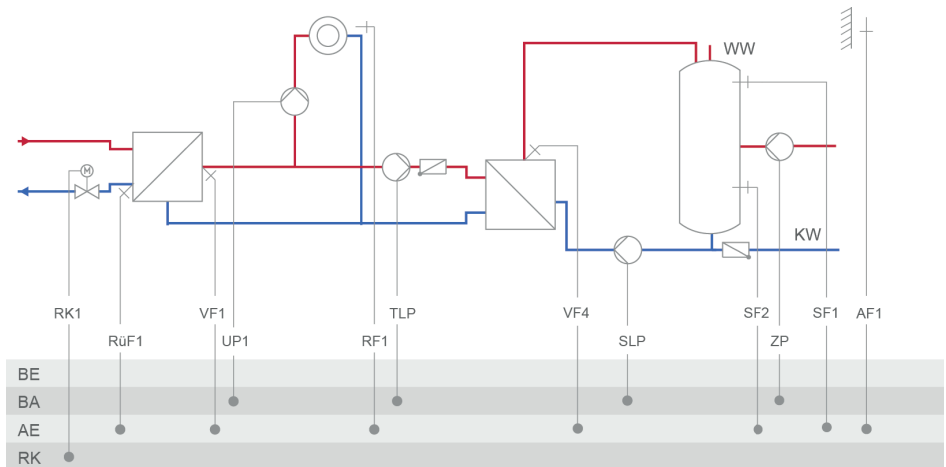 WW
M
KW
RK1
VF1
TLP
VF4
SF2
SF1
AF1
RüF1
UP1
RF1
SLP
ZP
BE
BA
AE
RK